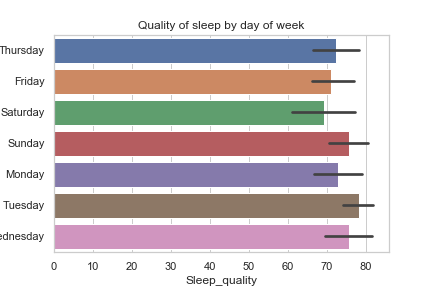 Quality of sleep by day of week
Thursday
Friday
Saturday
Sunday
Monday
Tuesday
ednesday
0 10 20 30 40 50 60 70 80
Sleep_quality